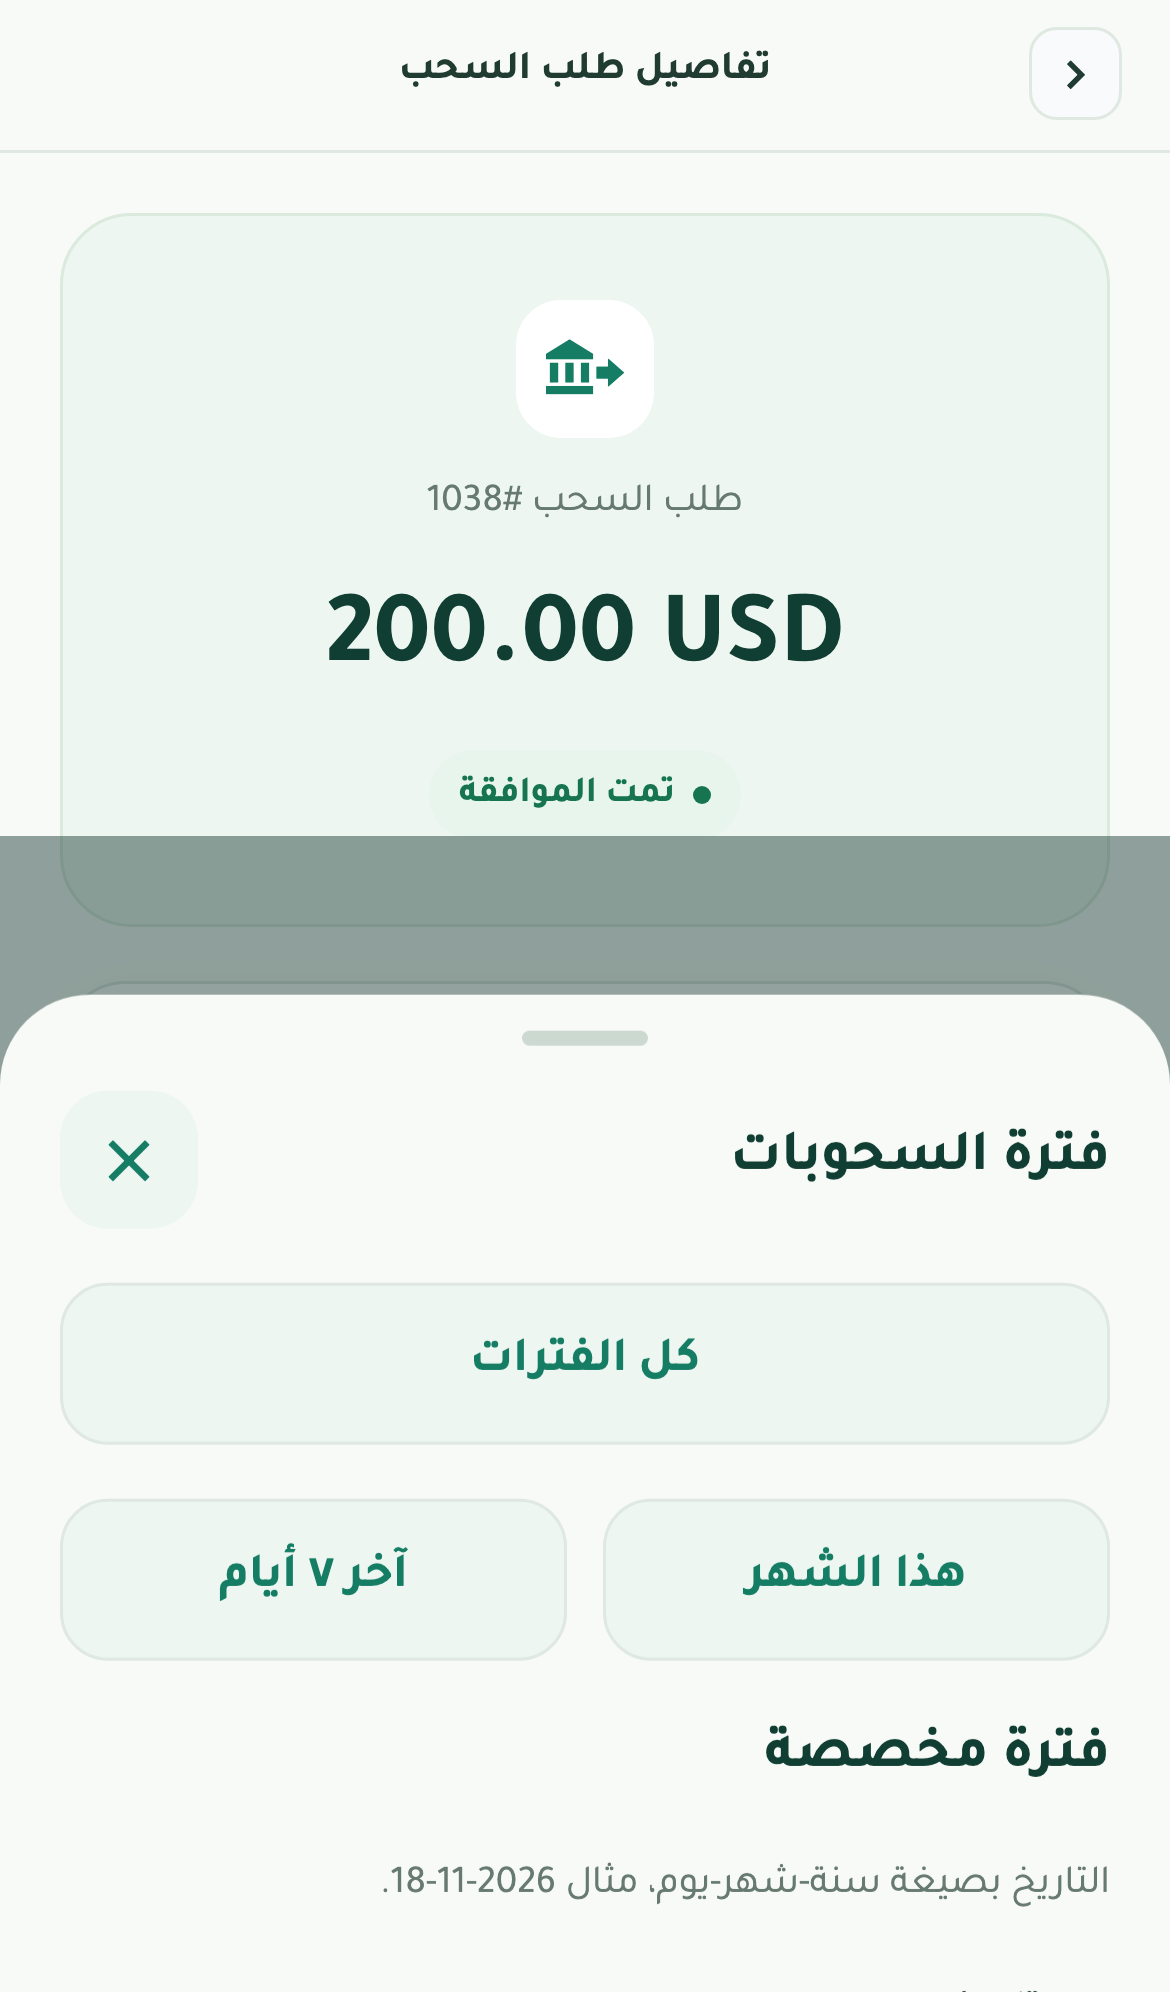 تفاصيل طلب السحب
طلب السحب #1038
200.00 USD
تمت الموافقة
فترة السحوبات
كل الفترات
هذا الشهر
آخر ٧ أيام
فترة مخصصة
التاريخ بصيغة سنة-شهر-يوم، مثال 2026-11-18.